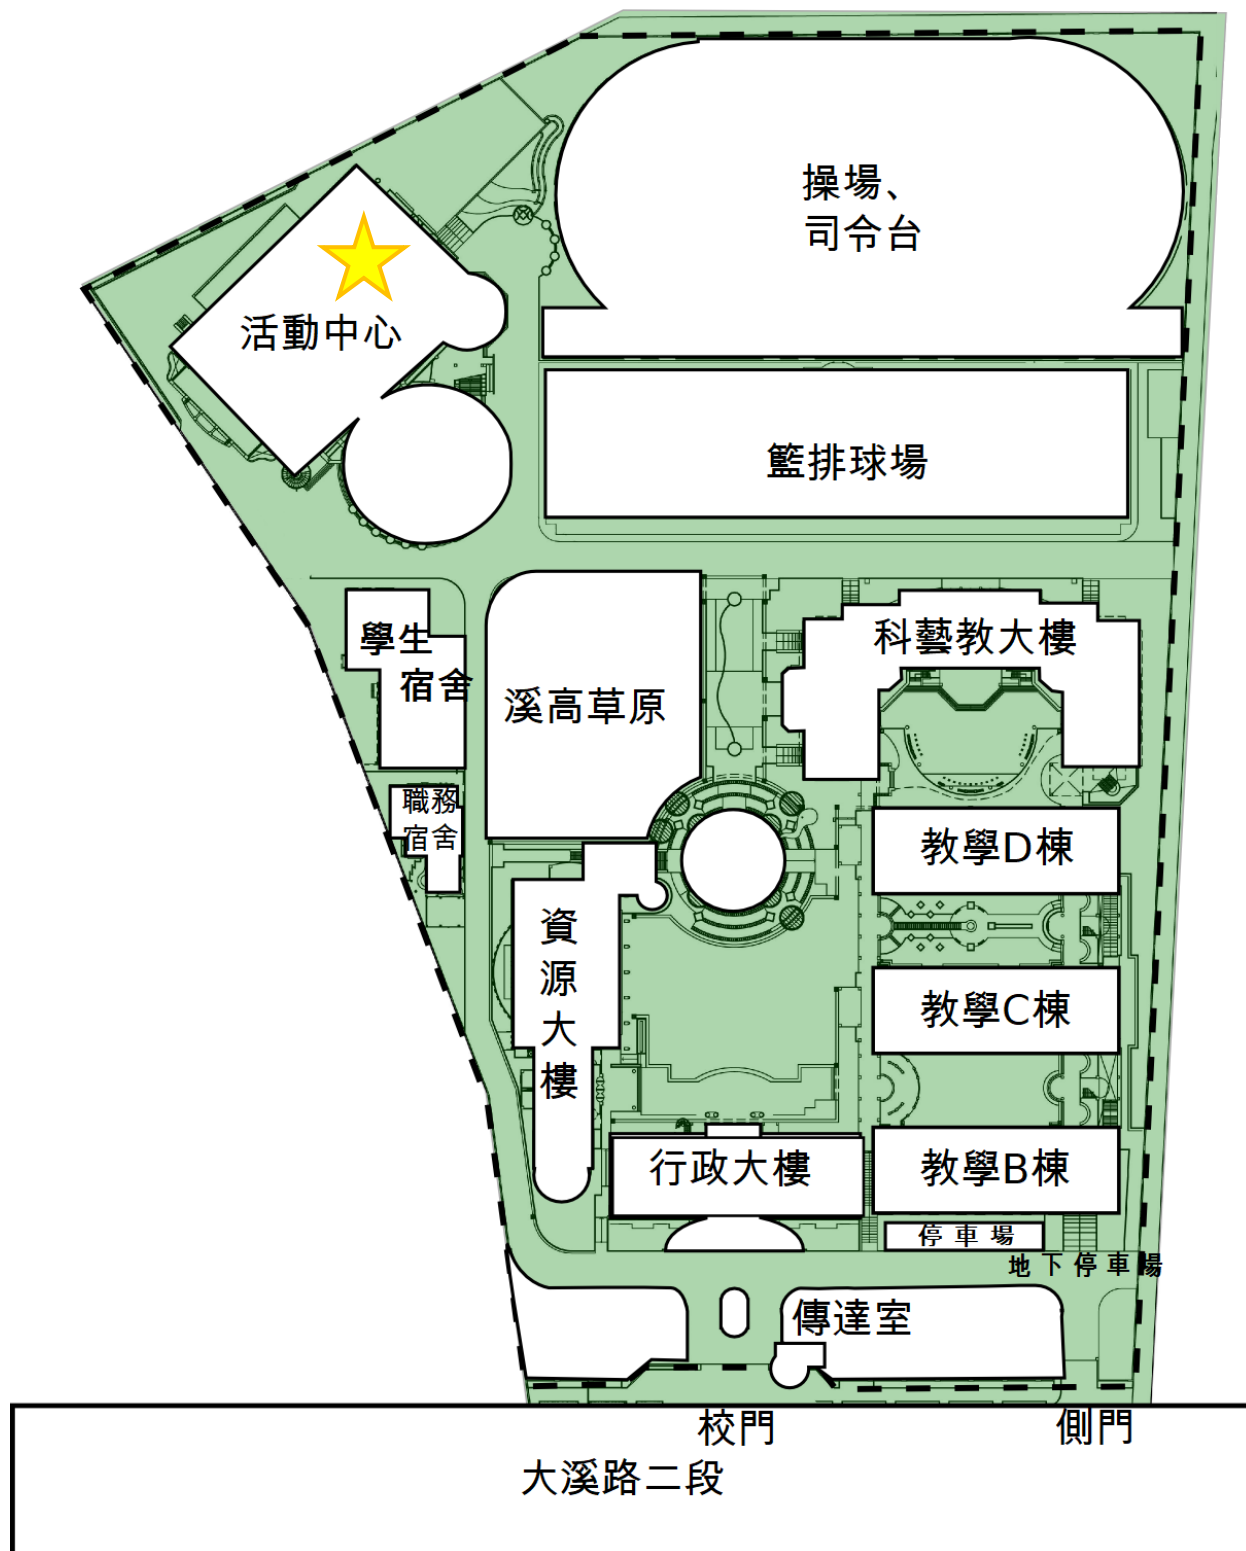 操場、
司令台
活動中心
籃排球場
學生
宿舍
科藝教大樓
溪高草原
職務
宿舍
教學D棟
資源大樓
教學C棟
行政大樓
教學B棟
停車場
地下停車場
傳達室
校門
側門
大溪路二段